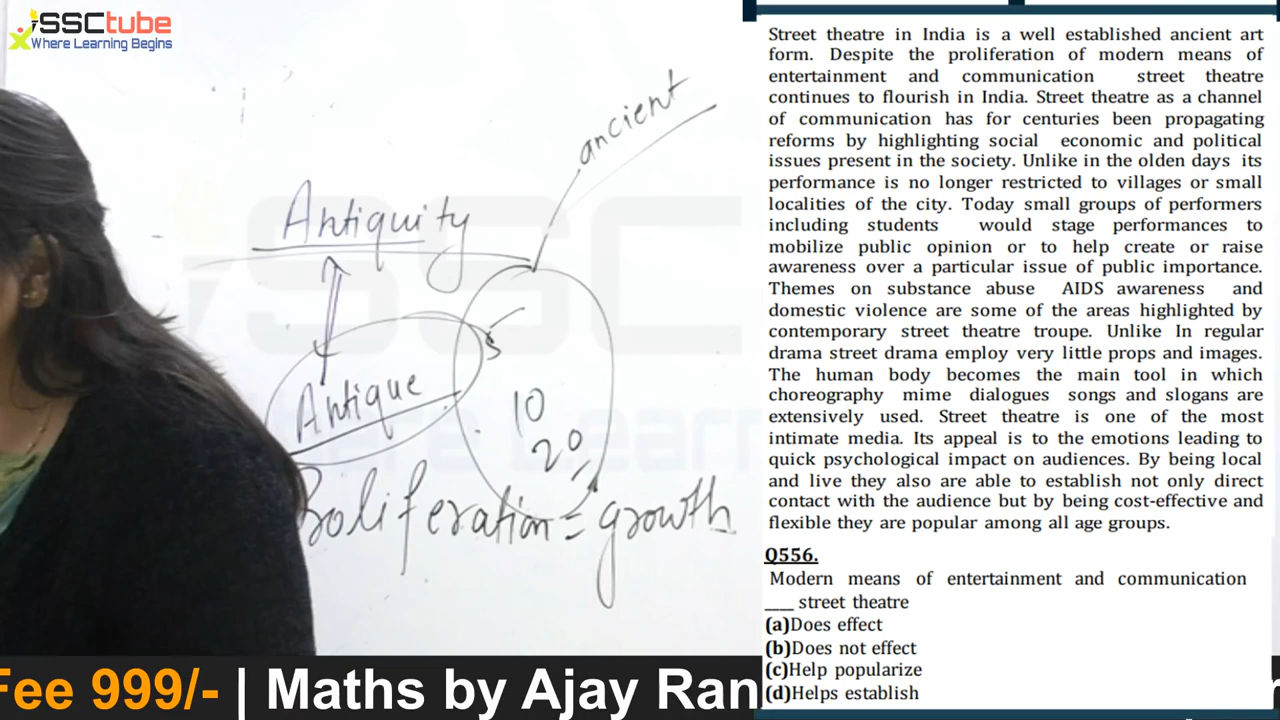 SSCtube
Where Learning Begins
ancient
Antiquity
Antique
10
20
Proliferation = growth
Street theatre in India is a well established ancient art
form. Despite the proliferation of modern means of
entertainment and communication street theatre
continues to flourish in India. Street theatre as a channel
of communication has for centuries been propagating
reforms by highlighting social economic and political
issues present in the society. Unlike in the olden days its
performance is no longer restricted to villages or small
localities of the city. Today small groups of performers
including students would stage performances to
mobilize public opinion or to help create or raise
awareness over a particular issue of public importance.
Themes on substance abuse AIDS awareness and
domestic violence are some of the areas highlighted by
contemporary street theatre troupe. Unlike In regular
drama street drama employ very little props and images.
The human body becomes the main tool in which
choreography mime dialogues songs and slogans are
extensively used. Street theatre is one of the most
intimate media. Its appeal is to the emotions leading to
quick psychological impact on audiences. By being local
and live they also are able to establish not only direct
contact with the audience but by being cost-effective and
flexible they are popular among all age groups.
Q556.
Modern means of entertainment and communication
____ street theatre
(a)Does effect
(b)Does not effect
(c)Help popularize
(d)Helps establish
Fee 999/- | Maths by Ajay Ran